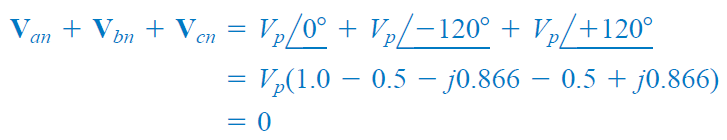 V_an + V_bn + V_cn = V_p/0° + V_p/−120° + V_p/+120°
= V_p(1.0 − 0.5 − j0.866 − 0.5 + j0.866)
= 0